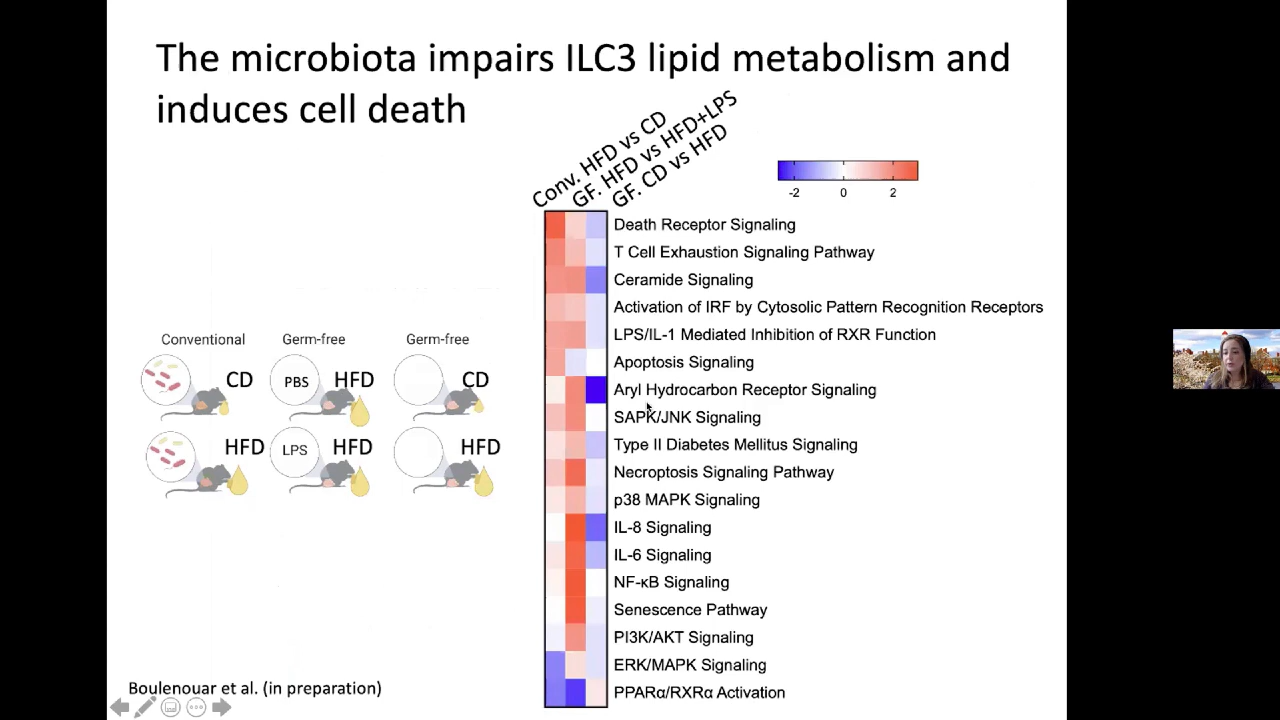 The microbiota impairs ILC3 lipid metabolism and
induces cell death
Conv. HFD vs CD
GF. HFD vs HFD+LPS
GF. CD vs HFD
-2 0 2
Death Receptor Signaling
T Cell Exhaustion Signaling Pathway
Ceramide Signaling
Activation of IRF by Cytosolic Pattern Recognition Receptors
LPS/IL-1 Mediated Inhibition of RXR Function
Apoptosis Signaling
Aryl Hydrocarbon Receptor Signaling
SAPK/JNK Signaling
Type II Diabetes Mellitus Signaling
Necroptosis Signaling Pathway
p38 MAPK Signaling
IL-8 Signaling
IL-6 Signaling
NF-κB Signaling
Senescence Pathway
PI3K/AKT Signaling
ERK/MAPK Signaling
PPARα/RXRα Activation
Conventional Germ-free Germ-free
CD PBS HFD CD
HFD LPS HFD HFD
Boulenouar et al. (in preparation)